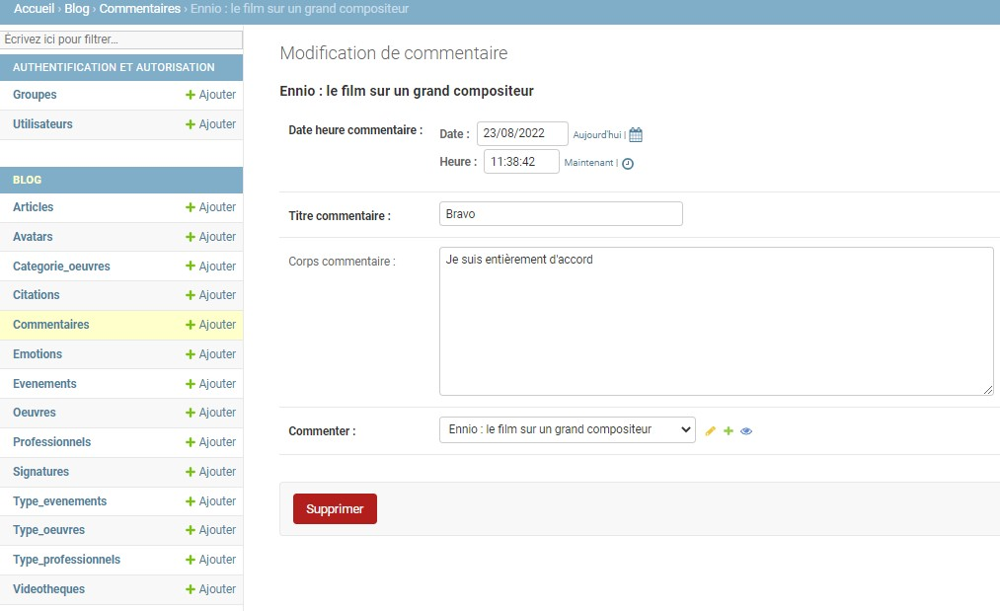 Accueil › Blog › Commentaires › Ennio : le film sur un grand compositeur
Écrivez ici pour filtrer...
AUTHENTIFICATION ET AUTORISATION
Groupes + Ajouter
Utilisateurs + Ajouter
BLOG
Articles + Ajouter
Avatars + Ajouter
Categorie_oeuvres + Ajouter
Citations + Ajouter
Commentaires + Ajouter
Emotions + Ajouter
Evenements + Ajouter
Oeuvres + Ajouter
Professionnels + Ajouter
Signatures + Ajouter
Type_evenements + Ajouter
Type_oeuvres + Ajouter
Type_professionnels + Ajouter
Videotheques + Ajouter
Modification de commentaire
Ennio : le film sur un grand compositeur
Date heure commentaire : Date : 23/08/2022 Aujourd'hui |
Heure : 11:38:42 Maintenant |
Titre commentaire : Bravo
Corps commentaire : Je suis entièrement d'accord
Commenter : Ennio : le film sur un grand compositeur
Supprimer